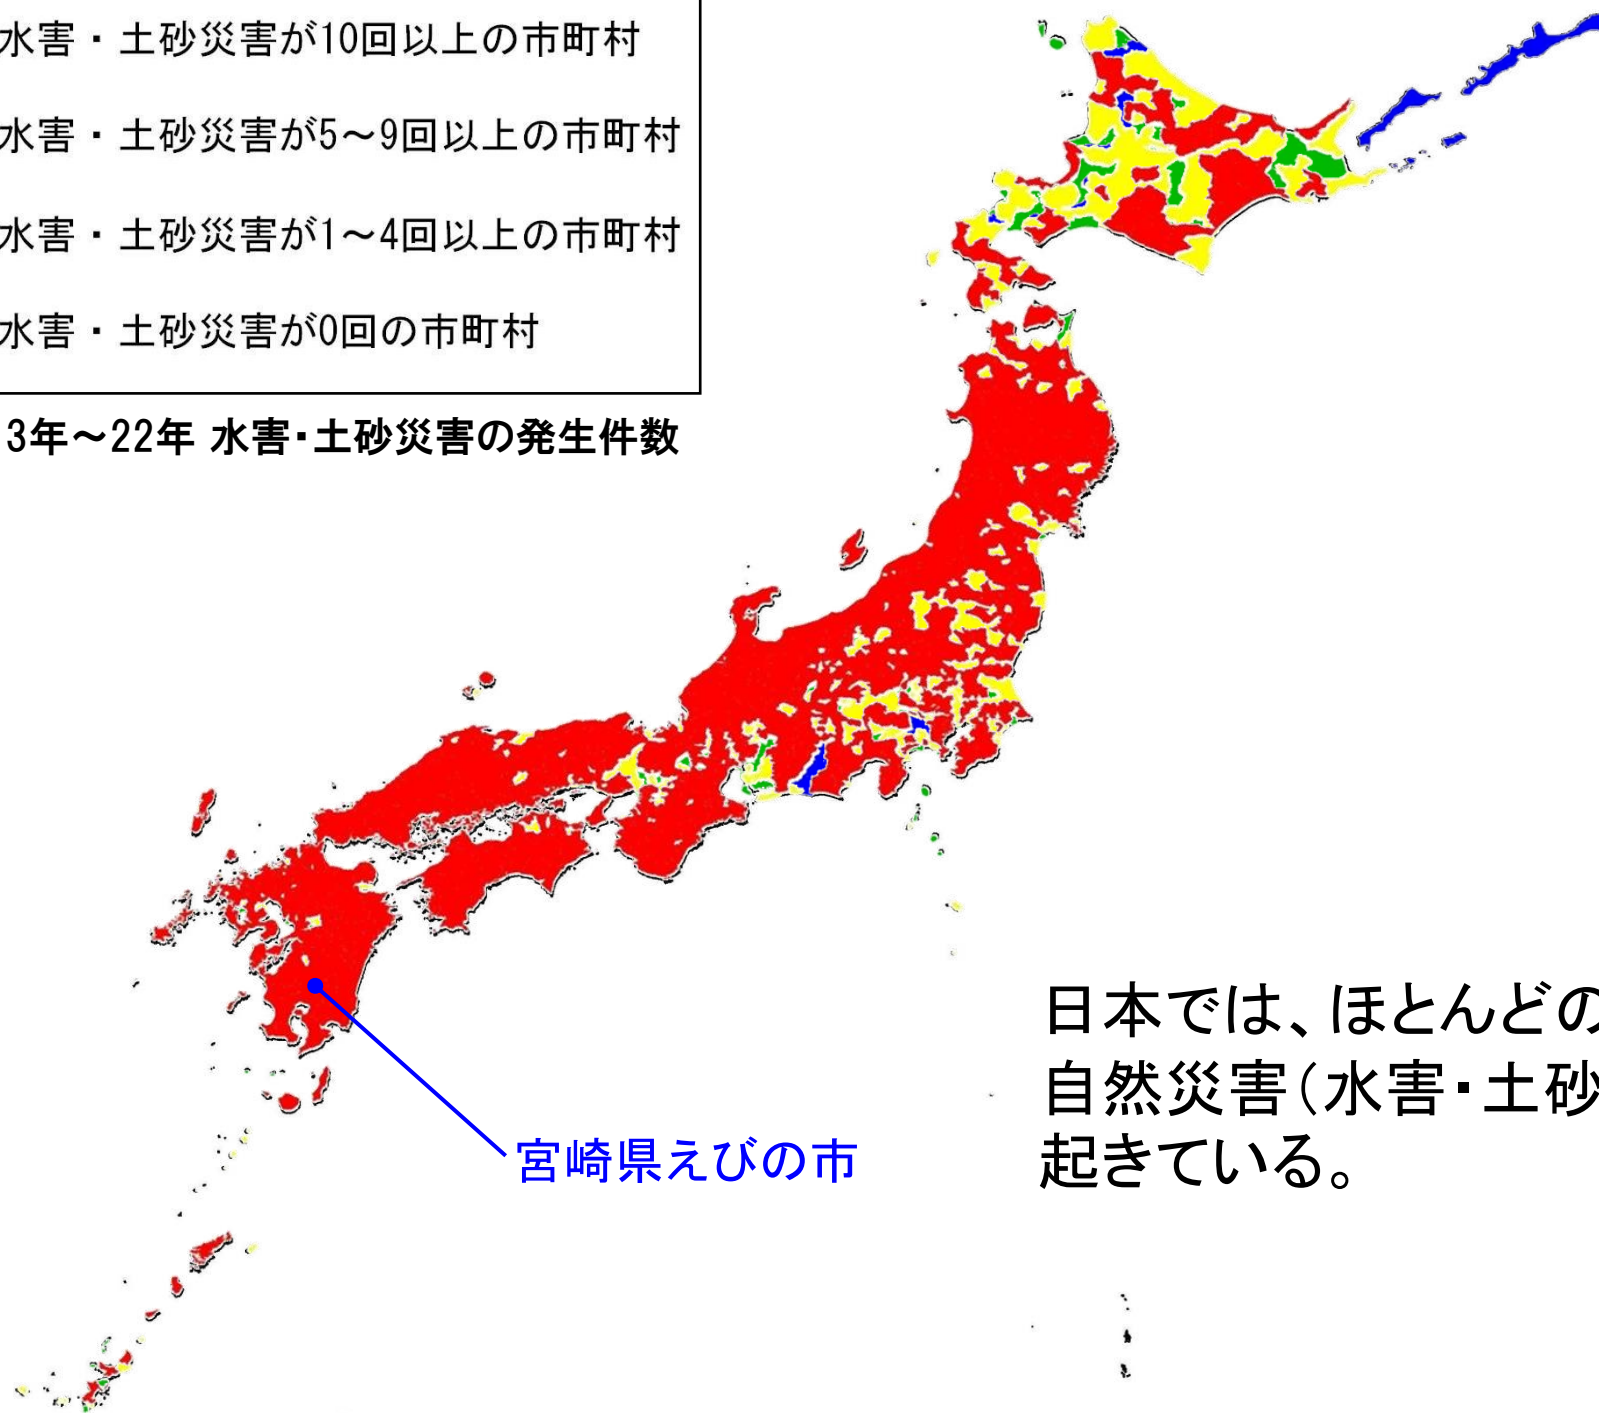 水害・土砂災害が10回以上の市町村
水害・土砂災害が5～9回以上の市町村
水害・土砂災害が1～4回以上の市町村
水害・土砂災害が0回の市町村
3年～22年 水害・土砂災害の発生件数
宮崎県えびの市
日本では、ほとんどの
自然災害（水害・土砂
起きている。